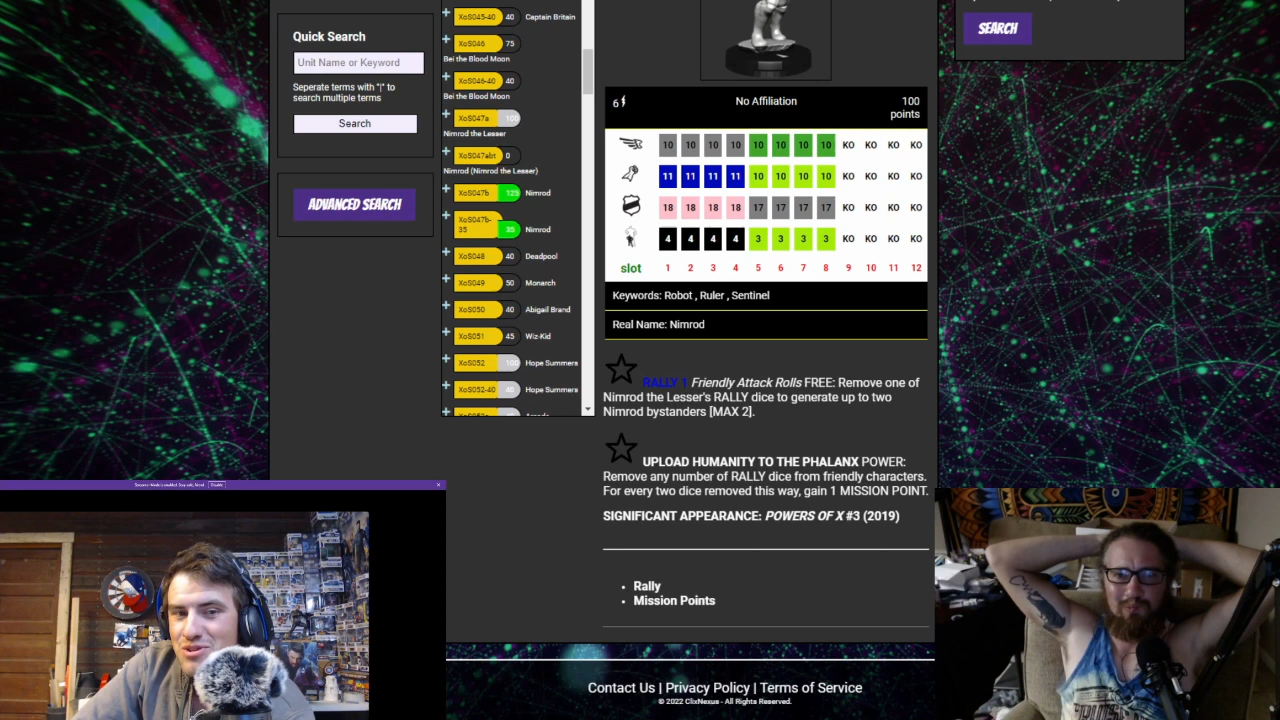 Quick Search
Unit Name or Keyword
Seperate terms with "|" to
search multiple terms
Search
ADVANCED SEARCH
XoS045-40 40 Captain Britain
XoS046 75
Bei the Blood Moon
XoS046-40 40
Bei the Blood Moon
XoS047a 100
Nimrod the Lesser
XoS047abt 0
Nimrod (Nimrod the Lesser)
XoS047b 125 Nimrod
XoS047b-
35 35 Nimrod
XoS048 40 Deadpool
XoS049 50 Monarch
XoS050 40 Abigail Brand
XoS051 45 Wiz-Kid
XoS052 100 Hope Summers
XoS052-40 40 Hope Summers
6 No Affiliation 100
points
10 10 10 10 10 10 10 10 KO KO KO KO
11 11 11 11 10 10 10 10 KO KO KO KO
18 18 18 18 17 17 17 17 KO KO KO KO
4 4 4 4 3 3 3 3 KO KO KO KO
slot 1 2 3 4 5 6 7 8 9 10 11 12
Keywords: Robot , Ruler , Sentinel
Real Name: Nimrod
RALLY 1 Friendly Attack Rolls FREE: Remove one of
Nimrod the Lesser's RALLY dice to generate up to two
Nimrod bystanders [MAX 2].
UPLOAD HUMANITY TO THE PHALANX POWER:
Remove any number of RALLY dice from friendly characters.
For every two dice removed this way, gain 1 MISSION POINT.
SIGNIFICANT APPEARANCE: POWERS OF X #3 (2019)
• Rally
• Mission Points
Contact Us | Privacy Policy | Terms of Service
© 2022 ClixNexus - All Rights Reserved.
SEARCH